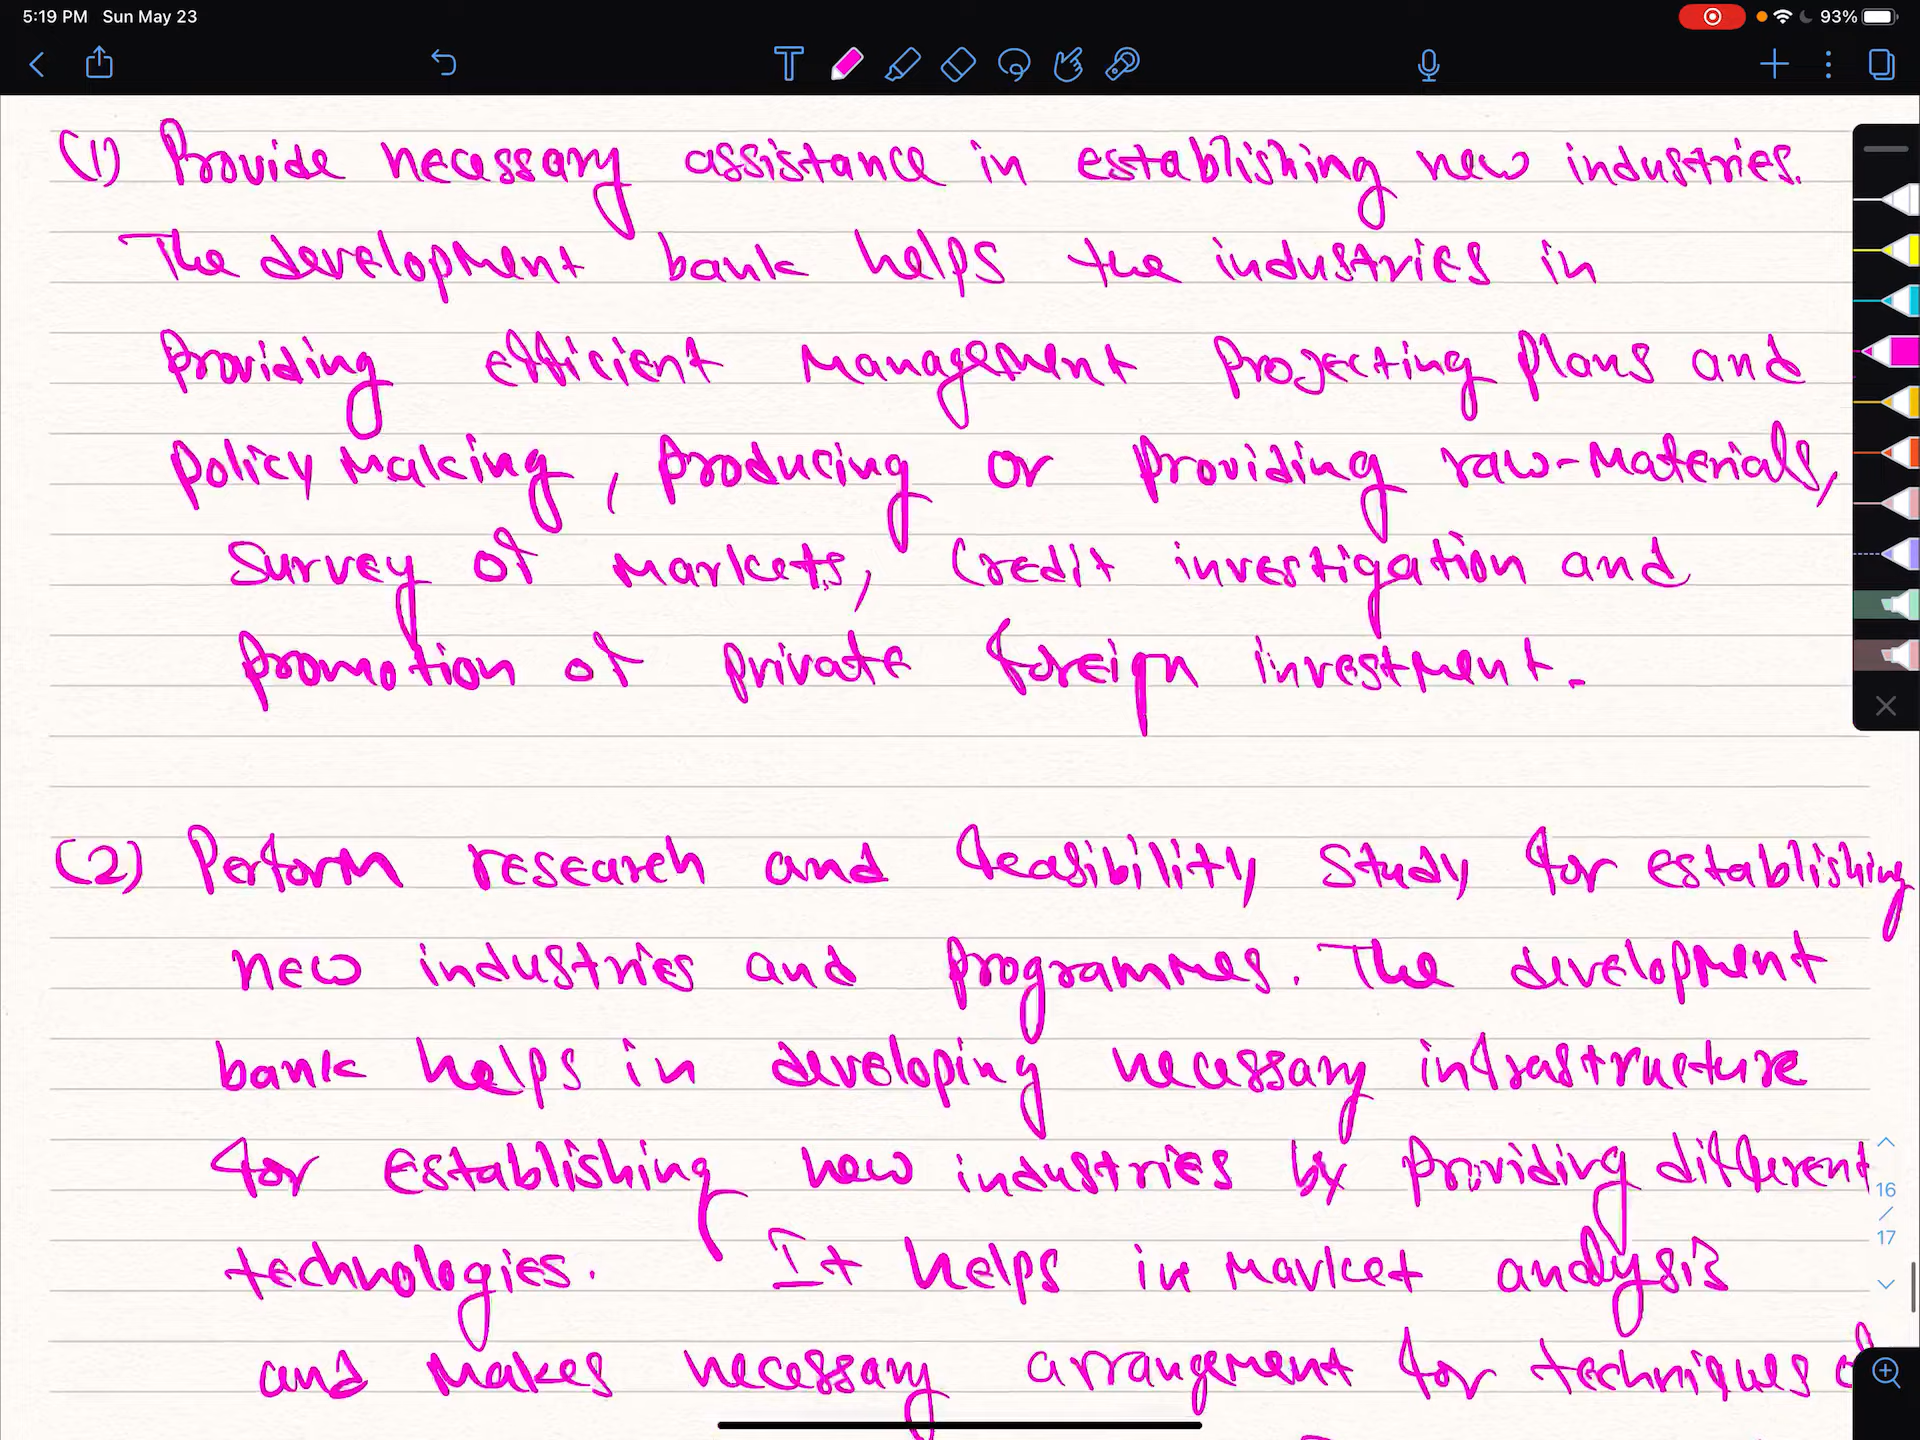 5:19 PM Sun May 23
93%
(1) Provide necessary assistance in establishing new industries.
The development bank helps the industries in
providing efficient management projecting plans and
policy making, producing or providing raw-materials,
survey of markets, credit investigation and
promotion of private foreign investment.
(2) Perform research and feasibility study for establishing
new industries and programmes. The development
bank helps in developing necessary infrastructure
for establishing new industries by providing different
technologies. It helps in market analysis
and makes necessary arrangement for techniques
16
/
17